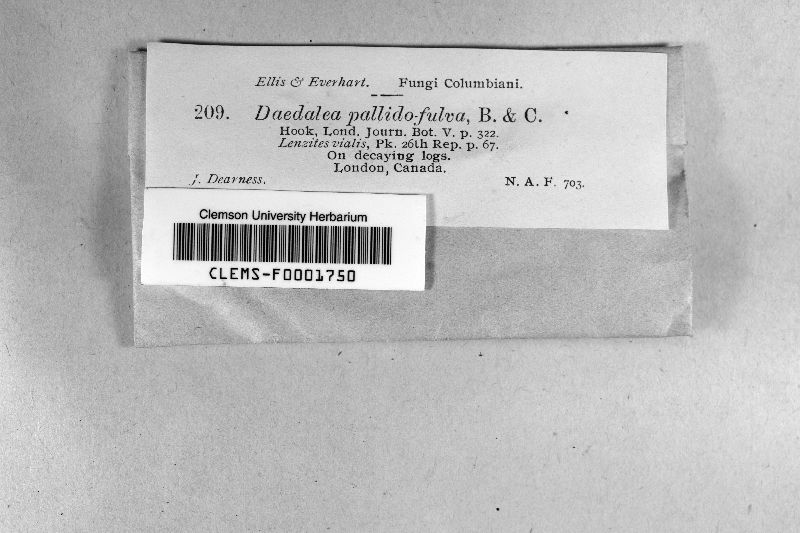 Ellis & Everhart. Fungi Columbiani.
209. Daedalea pallido-fulva, B. & C.
Hook, Lond. Journ. Bot. V. p. 322.
Lenzites vialis, Pk. 26th Rep. p. 67.
On decaying logs.
London, Canada.
J. Dearness. N. A. F. 703.
Clemson University Herbarium
CLEMS-F0001750